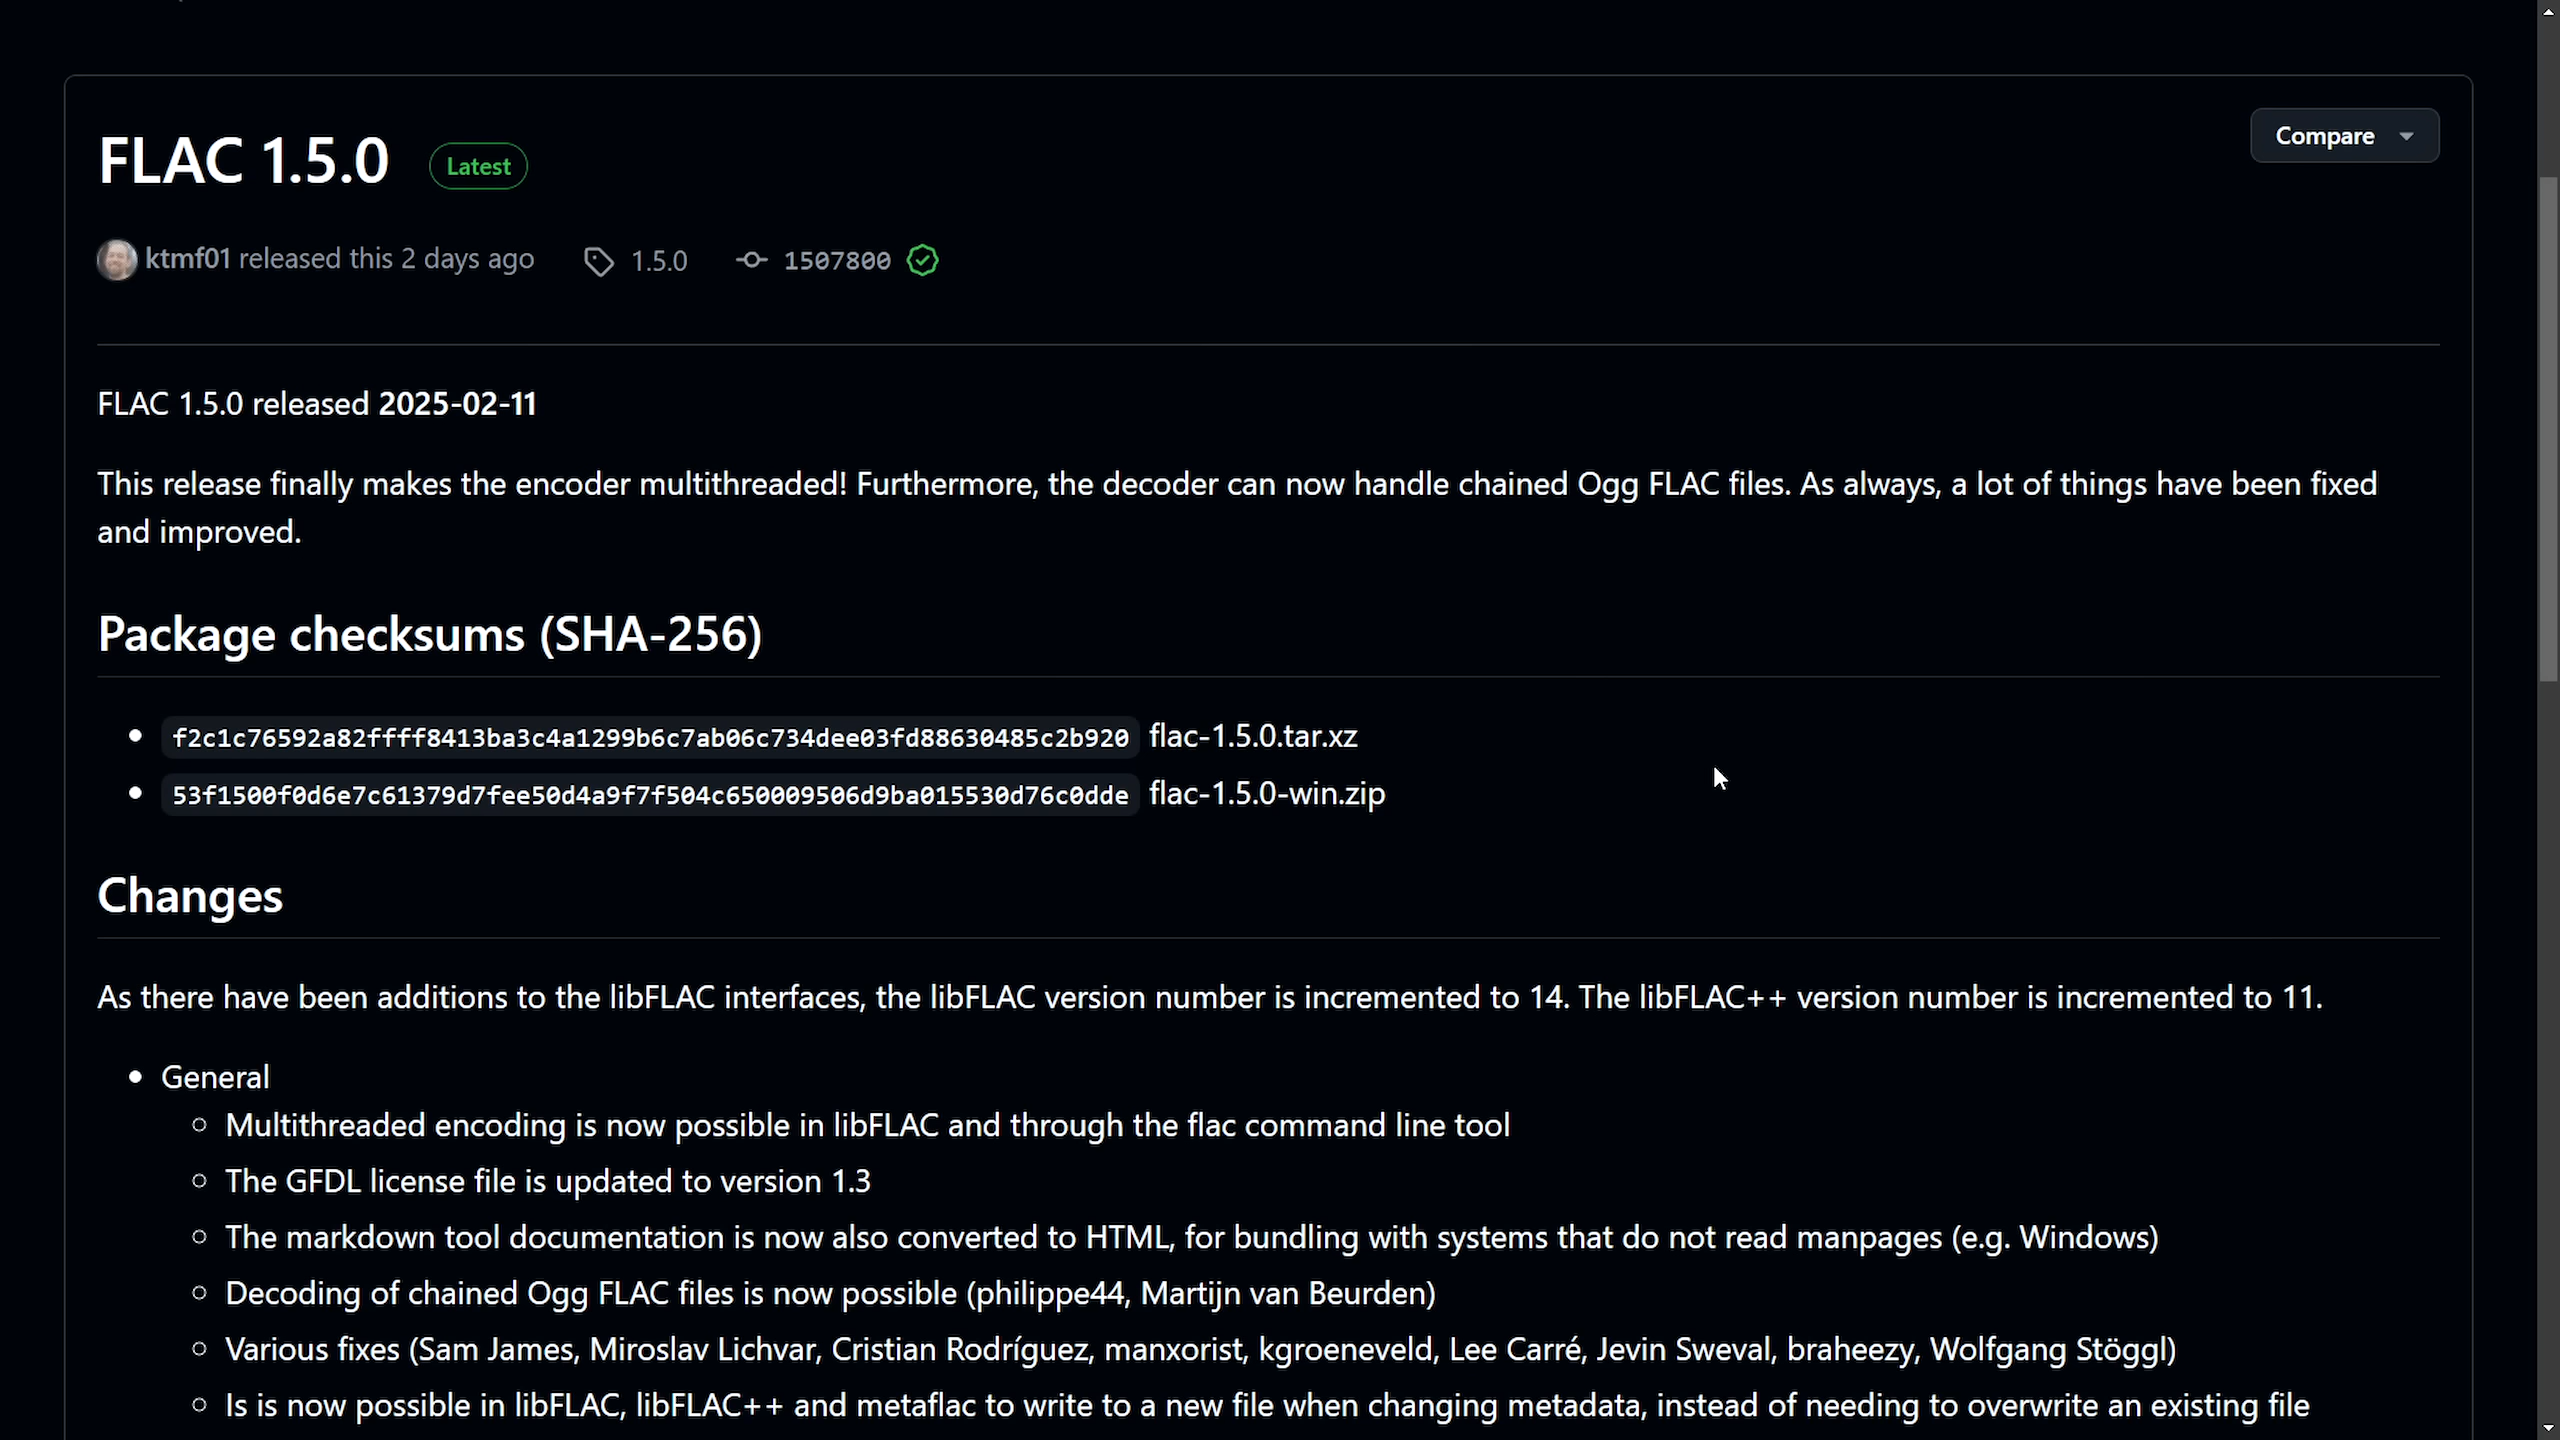 FLAC 1.5.0 Latest
Compare
ktmf01 released this 2 days ago 1.5.0 1507800
FLAC 1.5.0 released 2025-02-11
This release finally makes the encoder multithreaded! Furthermore, the decoder can now handle chained Ogg FLAC files. As always, a lot of things have been fixed
and improved.
Package checksums (SHA-256)
f2c1c76592a82ffff8413ba3c4a1299b6c7ab06c734dee03fd88630485c2b920 flac-1.5.0.tar.xz
53f1500f0d6e7c61379d7fee50d4a9f7f504c650009506d9ba015530d76c0dde flac-1.5.0-win.zip
Changes
As there have been additions to the libFLAC interfaces, the libFLAC version number is incremented to 14. The libFLAC++ version number is incremented to 11.
General
Multithreaded encoding is now possible in libFLAC and through the flac command line tool
The GFDL license file is updated to version 1.3
The markdown tool documentation is now also converted to HTML, for bundling with systems that do not read manpages (e.g. Windows)
Decoding of chained Ogg FLAC files is now possible (philippe44, Martijn van Beurden)
Various fixes (Sam James, Miroslav Lichvar, Cristian Rodríguez, manxorist, kgroeneveld, Lee Carré, Jevin Sweval, braheezy, Wolfgang Stöggl)
Is is now possible in libFLAC, libFLAC++ and metaflac to write to a new file when changing metadata, instead of needing to overwrite an existing file